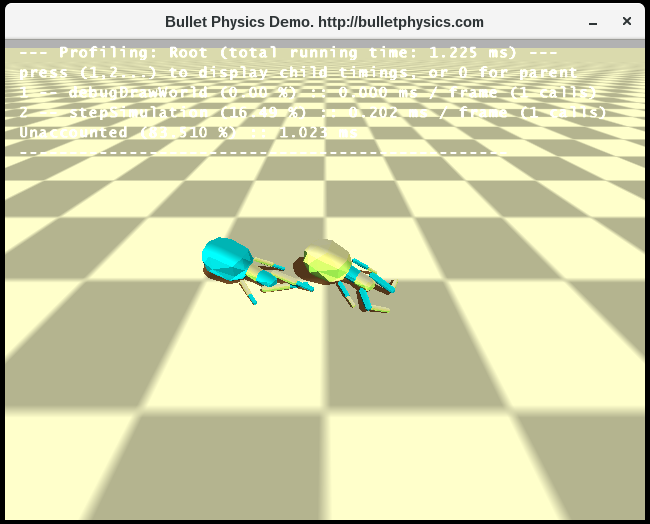 Bullet Physics Demo. http://bulletphysics.com
--- Profiling: Root (total running time: 1.225 ms) ---
press (1,2...) to display child timings, or 0 for parent
1 -- debugDrawWorld (0.00 %) :: 0.000 ms / frame (1 calls)
2 -- stepSimulation (16.49 %) :: 0.202 ms / frame (1 calls)
Unaccounted (83.510 %) :: 1.023 ms
-------------------------------------------------